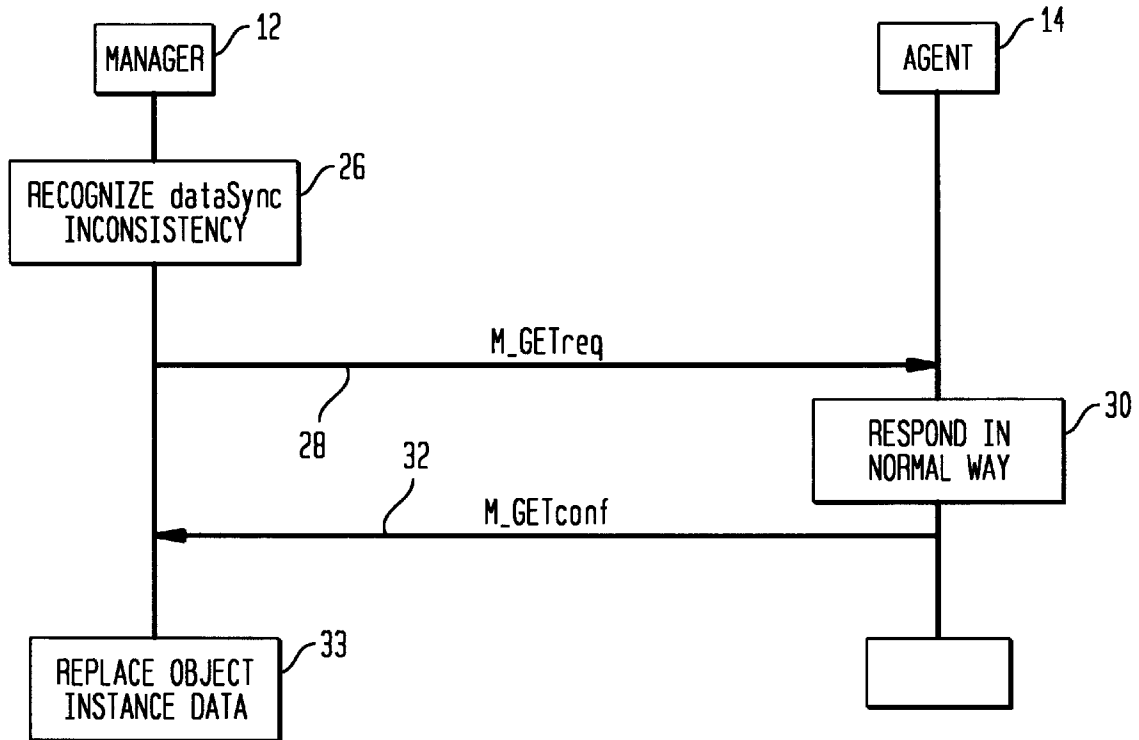 12
14
MANAGER
AGENT
26
RECOGNIZE dataSync
INCONSISTENCY
M_GETreq
28
30
RESPOND IN
NORMAL WAY
32
M_GETconf
33
REPLACE OBJECT
INSTANCE DATA